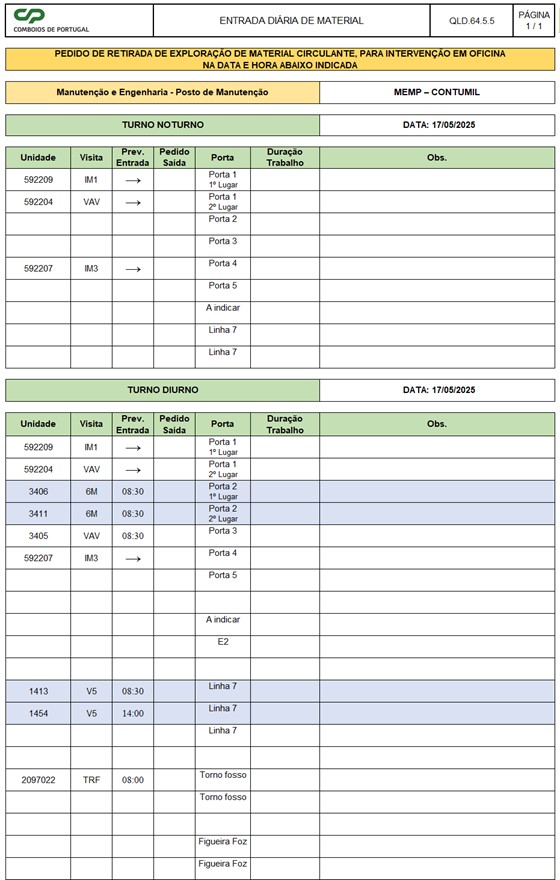 CP
COMBOIOS DE PORTUGAL
ENTRADA DIÁRIA DE MATERIAL
QLD.64.5.5
PÁGINA
1 / 1
PEDIDO DE RETIRADA DE EXPLORAÇÃO DE MATERIAL CIRCULANTE, PARA INTERVENÇÃO EM OFICINA
NA DATA E HORA ABAIXO INDICADA
Manutenção e Engenharia - Posto de Manutenção MEMP – CONTUMIL
TURNO NOTURNO DATA: 17/05/2025
Unidade Visita Prev. Entrada Pedido Saída Porta Duração Trabalho Obs.
592209 IM1 → Porta 1 1º Lugar
592204 VAV → Porta 1 2º Lugar
Porta 2
Porta 3
592207 IM3 → Porta 4
Porta 5
A indicar
Linha 7
Linha 7
TURNO DIURNO DATA: 17/05/2025
Unidade Visita Prev. Entrada Pedido Saída Porta Duração Trabalho Obs.
592209 IM1 → Porta 1 1º Lugar
592204 VAV → Porta 1 2º Lugar
3406 6M 08:30 Porta 2 1º Lugar
3411 6M 08:30 Porta 2 2º Lugar
3405 VAV 08:30 Porta 3
592207 IM3 → Porta 4
Porta 5
A indicar
E2
1413 V5 08:30 Linha 7
1454 V5 14:00 Linha 7
Linha 7
2097022 TRF 08:00 Torno fosso
Torno fosso
Figueira Foz
Figueira Foz